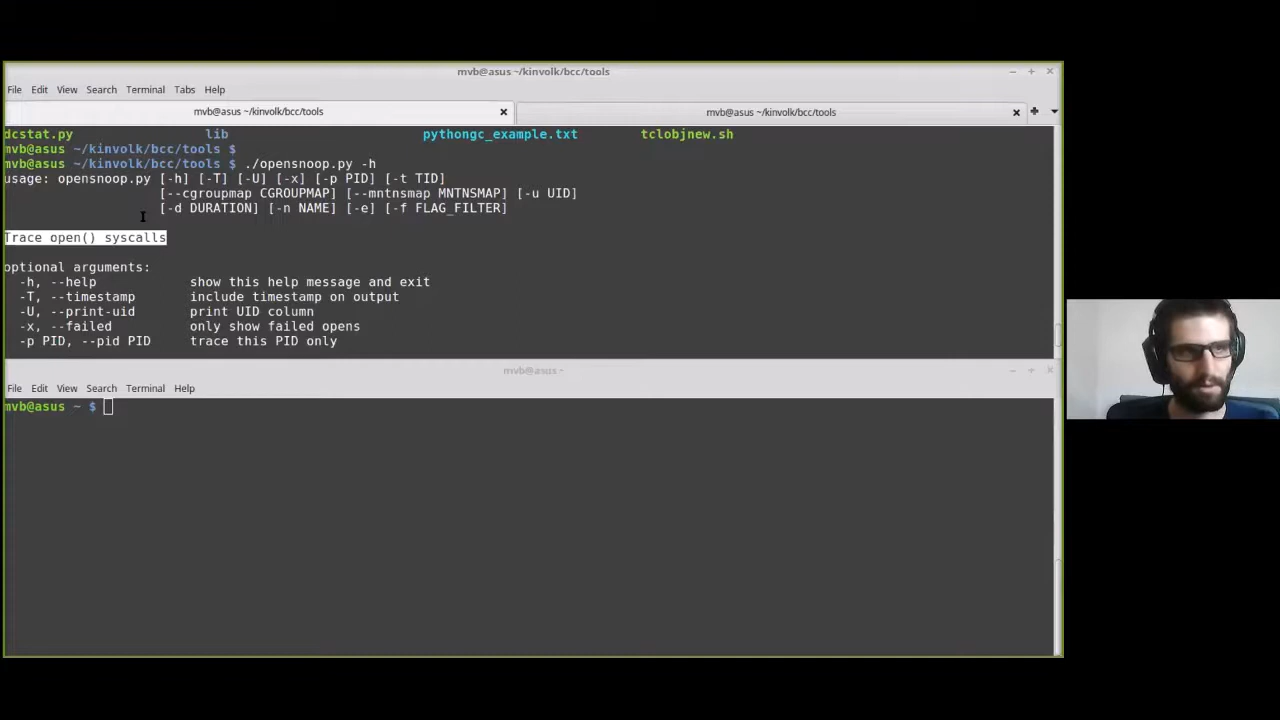 mvb@asus ~/kinvolk/bcc/tools
File Edit View Search Terminal Tabs Help
mvb@asus ~/kinvolk/bcc/tools mvb@asus ~/kinvolk/bcc/tools
dcstat.py lib pythongc_example.txt tclobjnew.sh
mvb@asus ~/kinvolk/bcc/tools $
mvb@asus ~/kinvolk/bcc/tools $ ./opensnoop.py -h
usage: opensnoop.py [-h] [-T] [-U] [-x] [-p PID] [-t TID]
[--cgroupmap CGROUPMAP] [--mntnsmap MNTNSMAP] [-u UID]
[-d DURATION] [-n NAME] [-e] [-f FLAG_FILTER]
Trace open() syscalls
optional arguments:
-h, --help show this help message and exit
-T, --timestamp include timestamp on output
-U, --print-uid print UID column
-x, --failed only show failed opens
-p PID, --pid PID trace this PID only
mvb@asus ~
File Edit View Search Terminal Help
mvb@asus ~ $